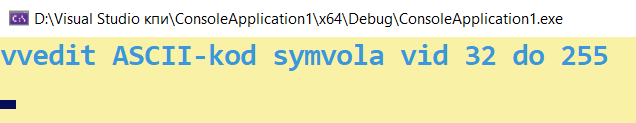 D:\Visual Studio кпи\ConsoleApplication1\x64\Debug\ConsoleApplication1.exe
vvedit ASCII-kod symvola vid 32 do 255